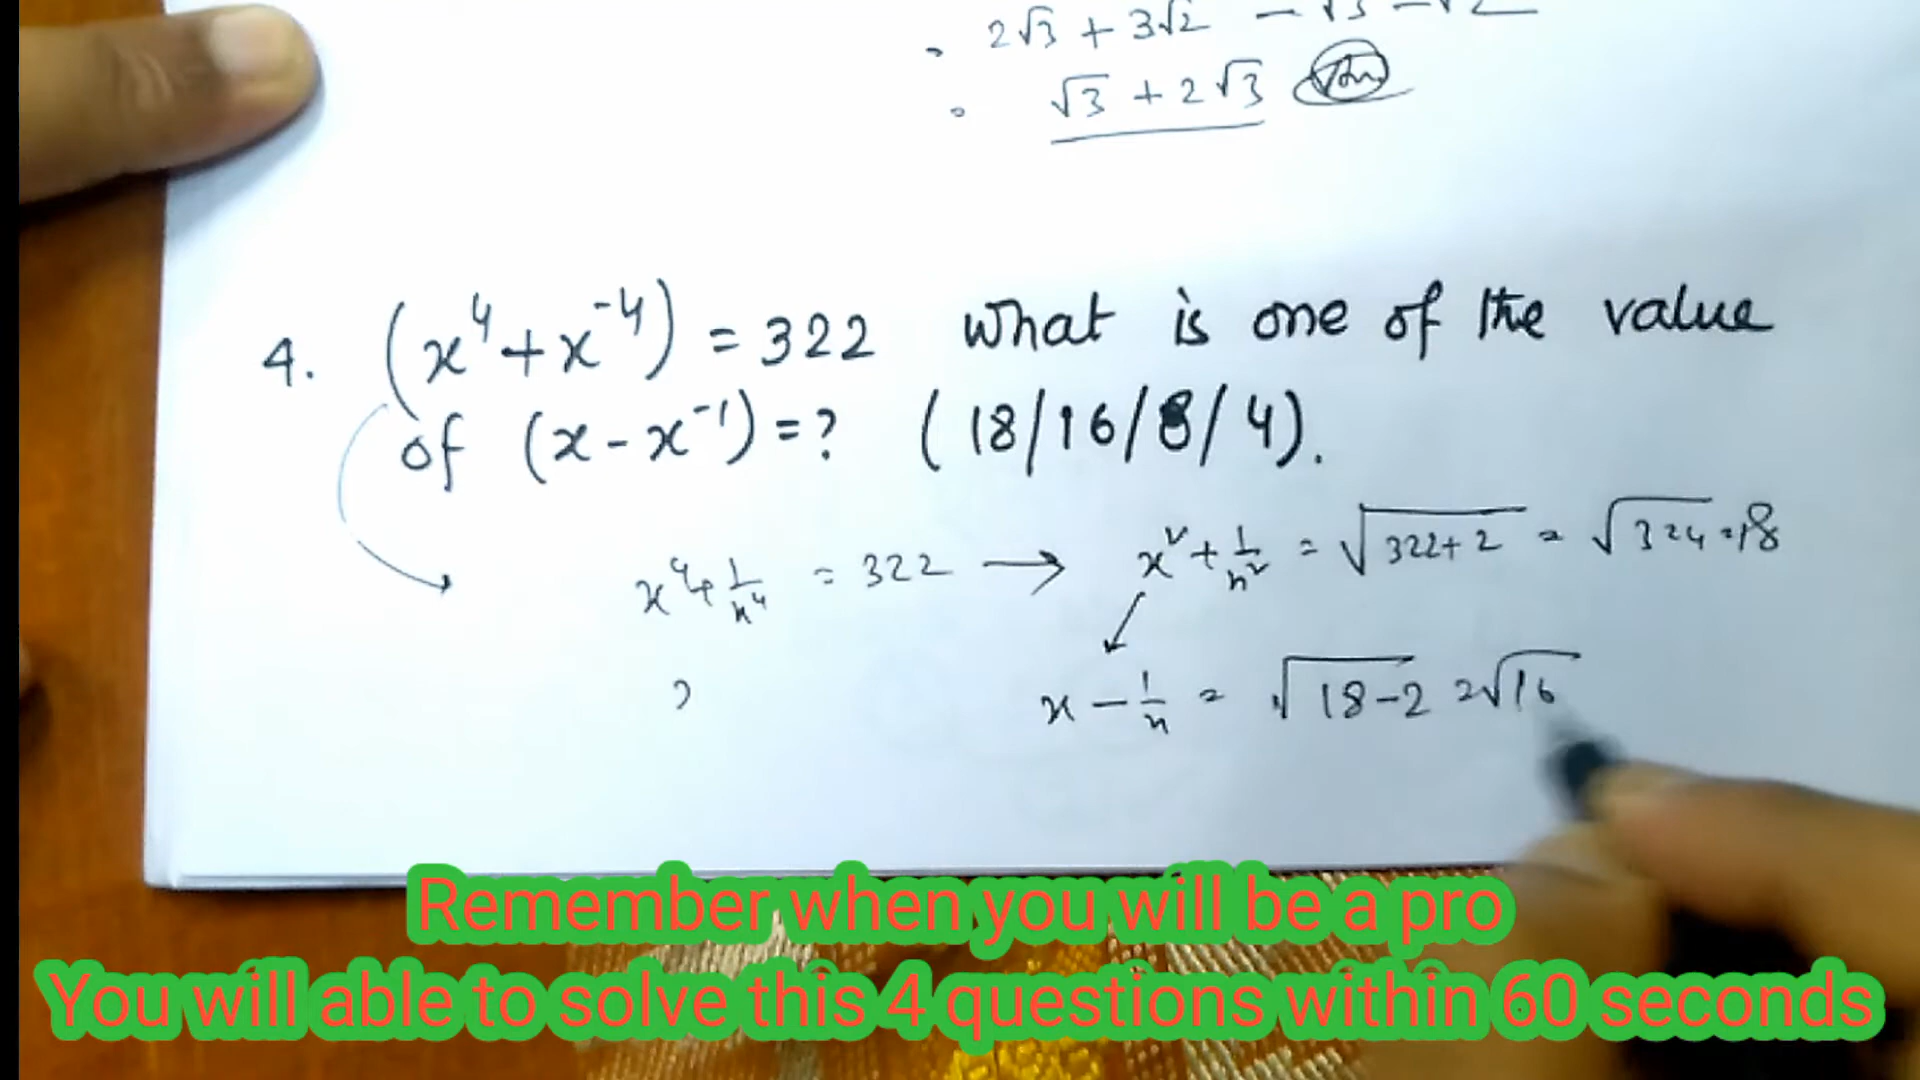 = 2√3 + 3√2 - √3 - √2
= √3 + 2√3 Ans
4. (x⁴+x⁻⁴) = 322 What is one of the value
of (x-x⁻¹) = ? (18/16/8/4).
x⁴+1/x⁴ = 322 → x²+1/x² = √322+2 = √324 = 18
x - 1/x = √18-2 = √16
Remember when you will be a pro
You will able to solve this 4 questions within 60 seconds